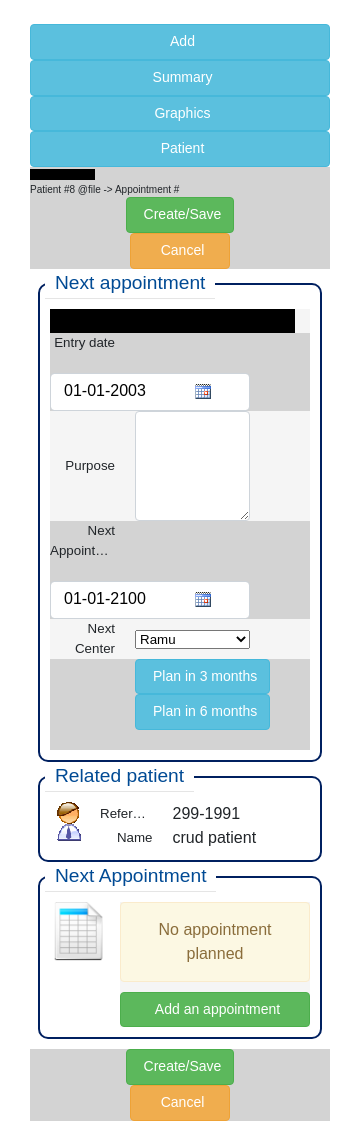 Add
Summary
Graphics
Patient
Patient #8 @file -> Appointment #
Create/Save
Cancel
Next appointment
Entry date
01-01-2003
Purpose
Next
Appoint…
01-01-2100
Next
Center
Ramu
Plan in 3 months
Plan in 6 months
Related patient
Refer… 299-1991
Name crud patient
Next Appointment
No appointment
planned
Add an appointment
Create/Save
Cancel